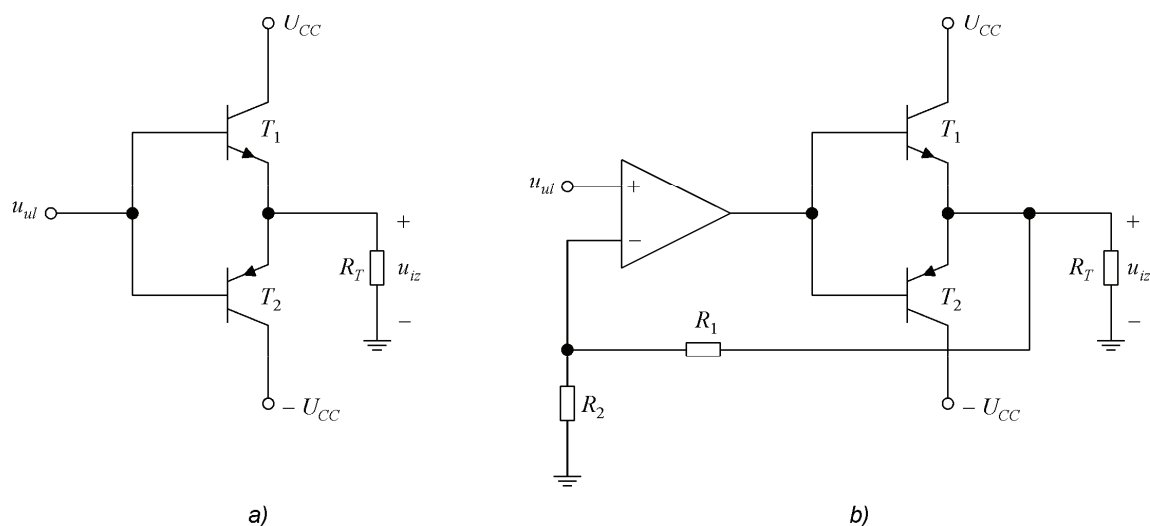 U_CC
T_1
u_ul
R_T
+
u_iz
–
T_2
– U_CC
a)
U_CC
T_1
u_ul
+
–
R_T
+
u_iz
–
T_2
R_1
R_2
– U_CC
b)